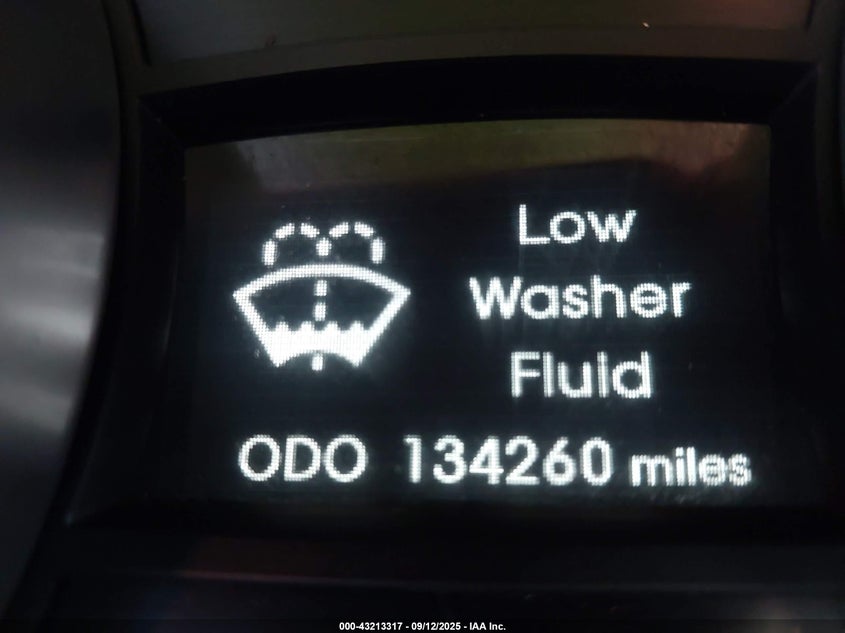 Low
Washer
Fluid
ODO 134260 miles
000-43213317 - 09/12/2025 - IAA Inc.